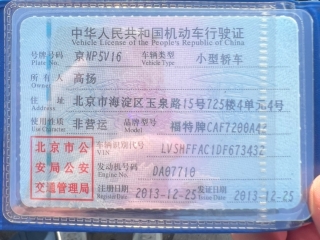 中华人民共和国机动车行驶证
Vehicle License of the People's Republic of China
号牌号码 京NP5V16 车辆类型 小型轿车
Plate No. Vehicle Type
所有人 高扬
Owner
住址 北京市海淀区玉泉路15号725楼4单元4号
Address
使用性质 非营运 品牌型号 福特牌CAF7200A4
Use Character Model
北京市公 车辆识别代号 LVSHFFAC1DF673432
安局公安 VIN
交通管理局 发动机号码 DA07710
Engine No.
注册日期 2013-12-25 发证日期 2013-12-25
Register Date Issue Date